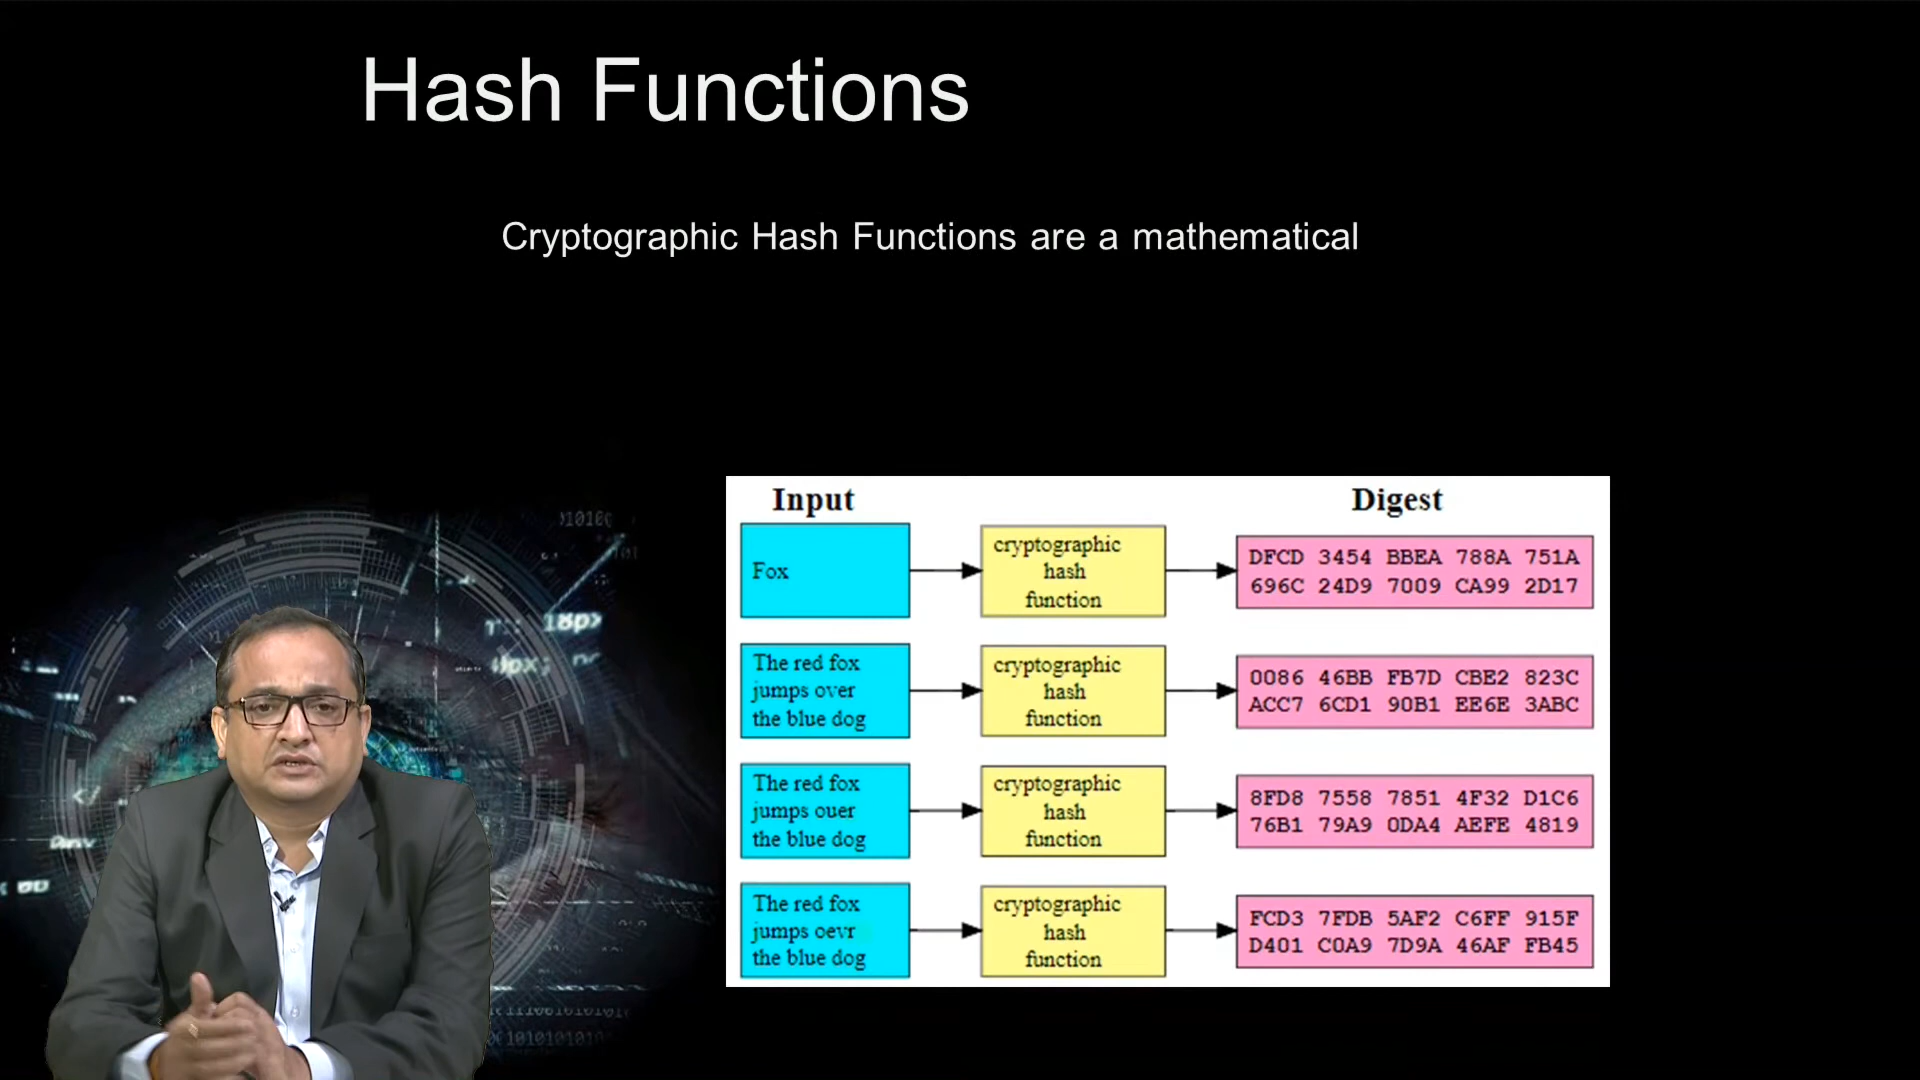 Hash Functions
Cryptographic Hash Functions are a mathematical
Input
Digest
Fox
cryptographic
hash
function
DFCD 3454 BBEA 788A 751A
696C 24D9 7009 CA99 2D17
The red fox
jumps over
the blue dog
cryptographic
hash
function
0086 46BB FB7D CBE2 823C
ACC7 6CD1 90B1 EE6E 3ABC
The red fox
jumps ouer
the blue dog
cryptographic
hash
function
8FD8 7558 7851 4F32 D1C6
76B1 79A9 0DA4 AEFE 4819
The red fox
jumps oevr
the blue dog
cryptographic
hash
function
FCD3 7FDB 5AF2 C6FF 915F
D401 C0A9 7D9A 46AF FB45
18px